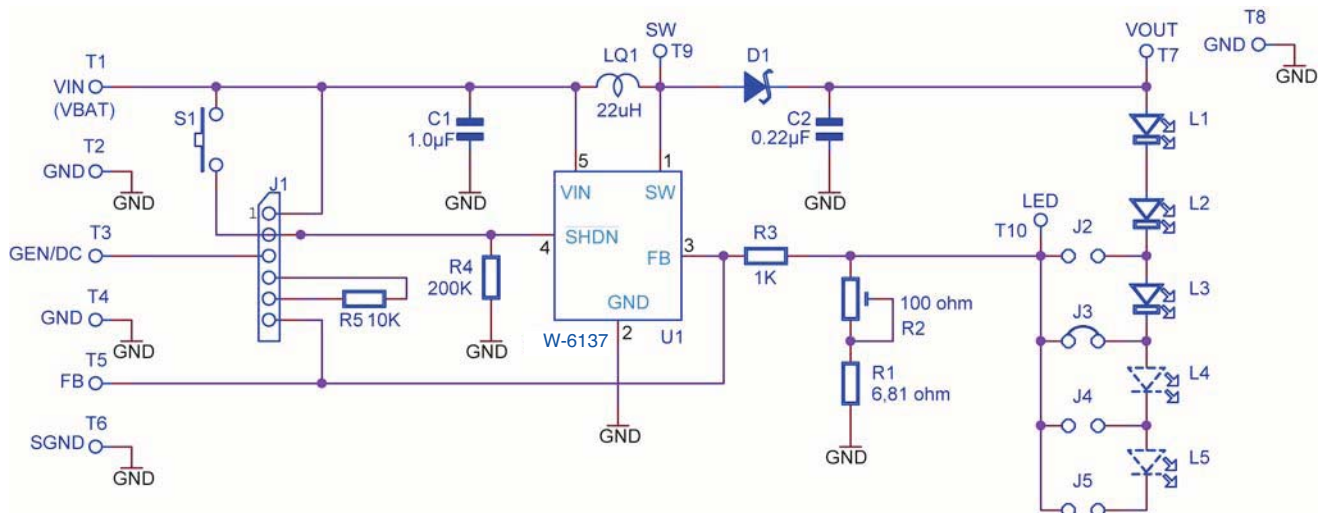 T1
VIN
(VBAT)
S1
T2
GND
GND
J1
1
T3
GEN/DC
T4
GND
GND
R5 10K
T5
FB
T6
SGND
GND
C1
1.0µF
GND
R4
200K
GND
LQ1
22uH
SW
T9
D1
C2
0.22µF
GND
5
1
VIN
SW
4
SHDN
3
FB
GND
2
W-6137
U1
GND
R3
1K
100 ohm
R2
R1
6,81 ohm
GND
VOUT
T7
T8
GND
GND
L1
L2
LED
T10
J2
L3
J3
L4
J4
L5
J5